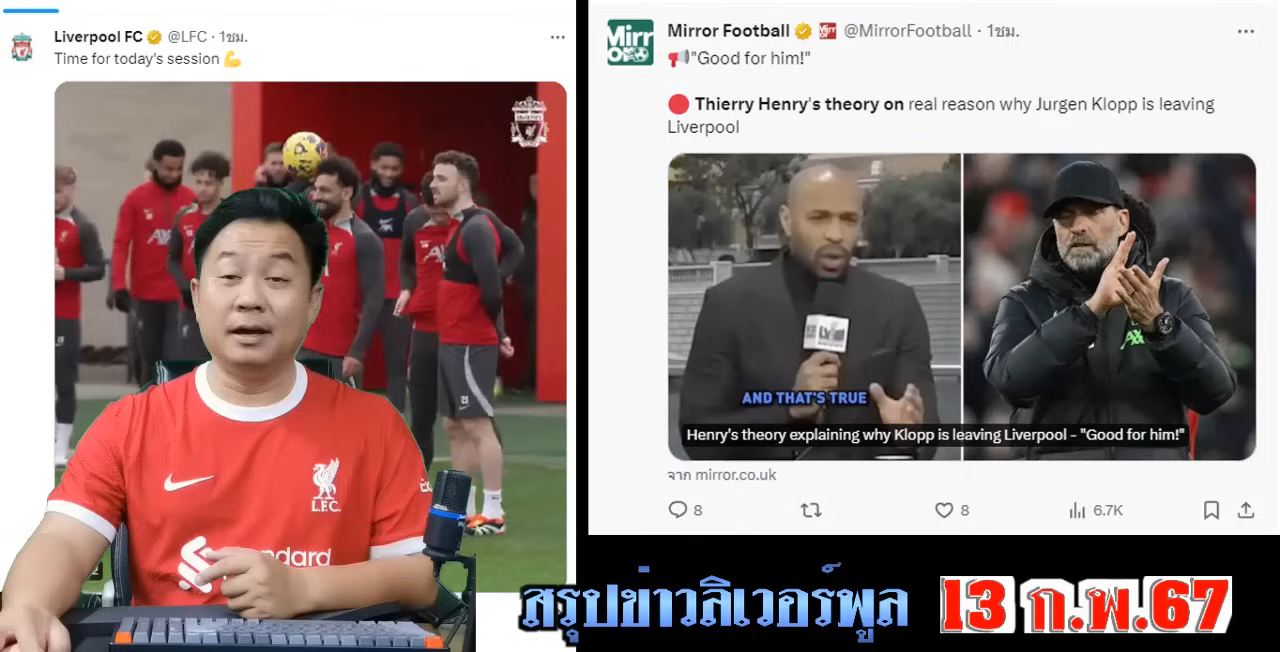 Liverpool FC @LFC · 1ชม.
Time for today's session 💪
L.F.C.
Mirror Football @MirrorFootball · 1ชม.
📢"Good for him!"
🔴 Thierry Henry's theory on real reason why Jurgen Klopp is leaving
Liverpool
AND THAT'S TRUE
Henry's theory explaining why Klopp is leaving Liverpool - "Good for him!"
จาก mirror.co.uk
8 8 6.7K
สรุปข่าวลิเวอร์พูล 13 ก.พ.67